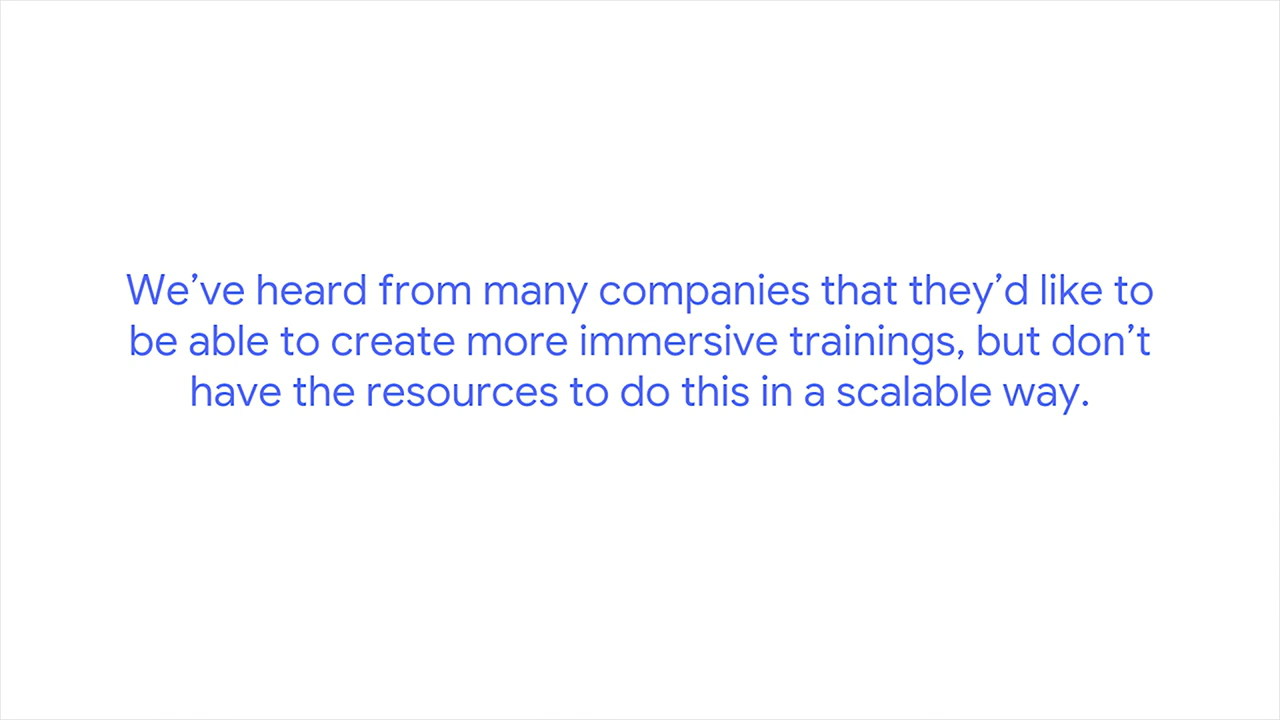 We’ve heard from many companies that they’d like to
be able to create more immersive trainings, but don’t
have the resources to do this in a scalable way.